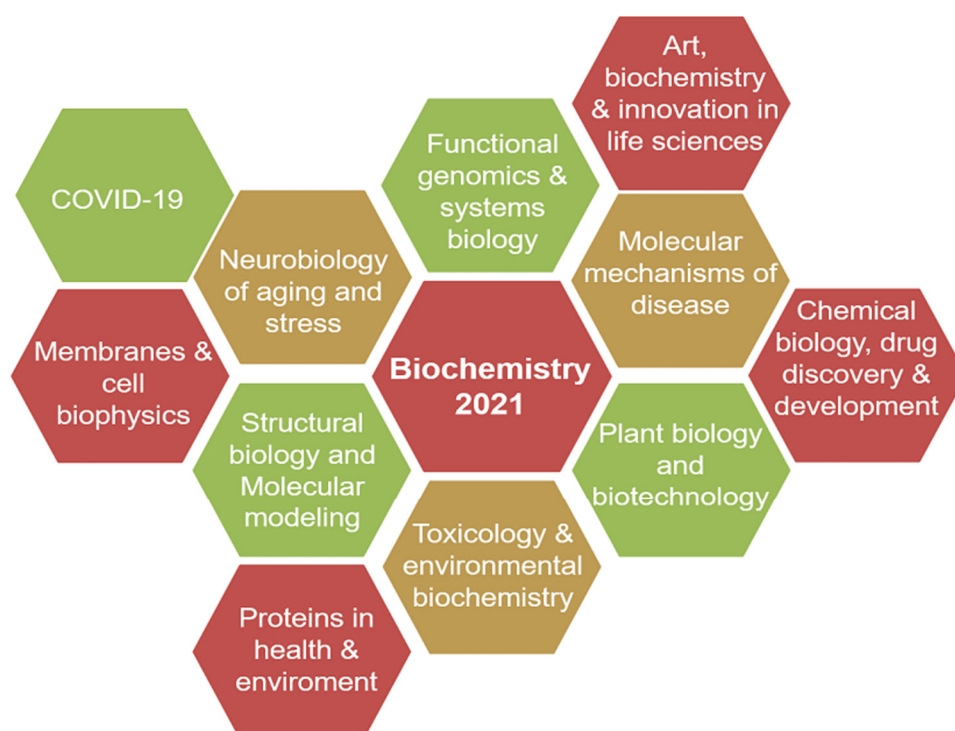 Art,
biochemistry
& innovation in
life sciences
Functional
genomics &
systems
biology
COVID-19
Neurobiology
of aging and
stress
Molecular
mechanisms of
disease
Chemical
biology, drug
discovery &
development
Membranes &
cell
biophysics
Biochemistry
2021
Structural
biology and
Molecular
modeling
Plant biology
and
biotechnology
Toxicology &
environmental
biochemistry
Proteins in
health &
enviroment